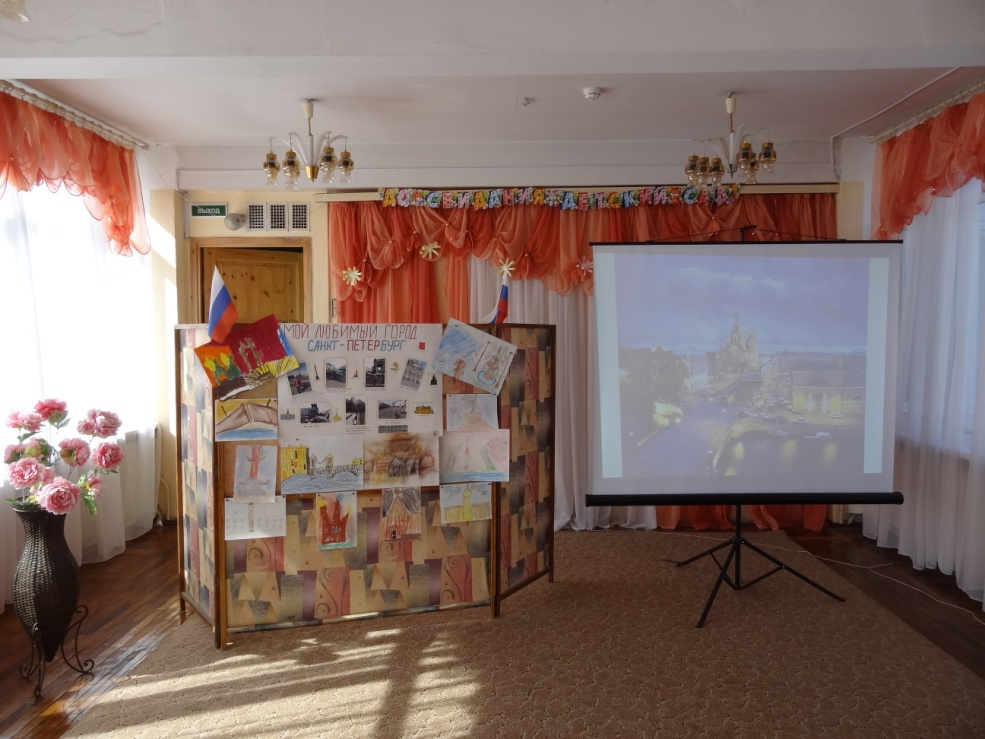 ДО СВИДАНИЯ ДЕТСКИЙ САД
ВЫХОД
МОЙ ЛЮБИМЫЙ ГОРОД
САНКТ-ПЕТЕРБУРГ